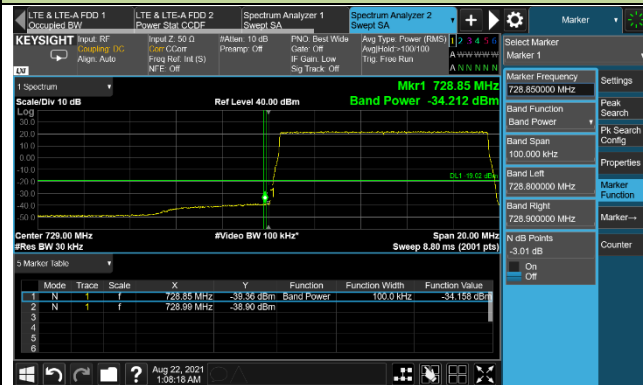 LTE & LTE-A FDD 1
Occupied BW
LTE & LTE-A FDD 2
Power Stat CCDF
Spectrum Analyzer 1
Swept SA
Spectrum Analyzer 2
Swept SA
Marker
KEYSIGHT
Input: RF
Coupling: DC
Align: Auto
Input Z: 50 Ω
Corr CCorr
Freq Ref: Int (S)
NFE: Off
#Atten: 10 dB
Preamp: Off
PNO: Best Wide
Gate: Off
IF Gain: Low
Sig Track: Off
Avg Type: Power (RMS)
Avg|Hold:>100/100
Trig: Free Run
1 2 3 4 5 6
A W W W W W
A N N N N N
LXI
Select Marker
Marker 1
Marker Frequency
728.850000 MHz
Band Function
Band Power
Band Span
100.000 kHz
Band Left
728.800000 MHz
Band Right
728.900000 MHz
N dB Points
-3.01 dB
On
Off
Settings
Peak
Search
Pk Search
Config
Properties
Marker
Function
Marker→
Counter
1 Spectrum
Scale/Div 10 dB
Log
Ref Level 40.00 dBm
Mkr1 728.85 MHz
Band Power -34.212 dBm
30.0
20.0
10.0
0.00
-10.0
-20.0
-30.0
-40.0
-50.0
DL1 -19.02 dBm
Center 729.00 MHz
#Res BW 30 kHz
#Video BW 100 kHz*
Span 20.00 MHz
Sweep 8.80 ms (2001 pts)
5 Marker Table
Mode Trace Scale X Y Function Function Width Function Value
1 N 1 f 728.85 MHz -39.36 dBm Band Power 100.0 kHz -34.158 dBm
2 N 1 f 728.99 MHz -38.90 dBm
3
4
5
6
?
Aug 22, 2021
1:08:18 AM